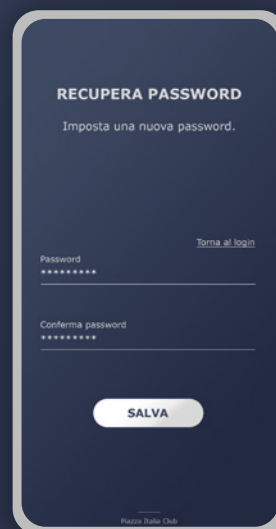 RECUPERA PASSWORD
Imposta una nuova password.
Torna al login
Password
*********
Conferma password
*********
SALVA
Piazza Italia Club